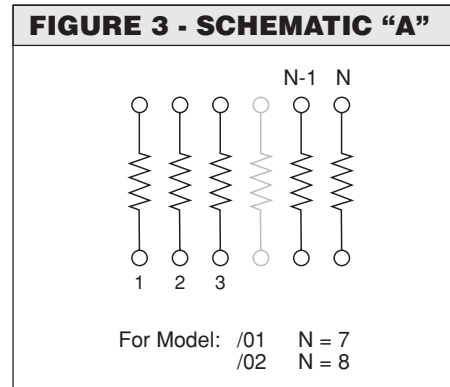 FIGURE 3 - SCHEMATIC “A”
N-1 N
1 2 3
For Model: /01 N = 7
/02 N = 8